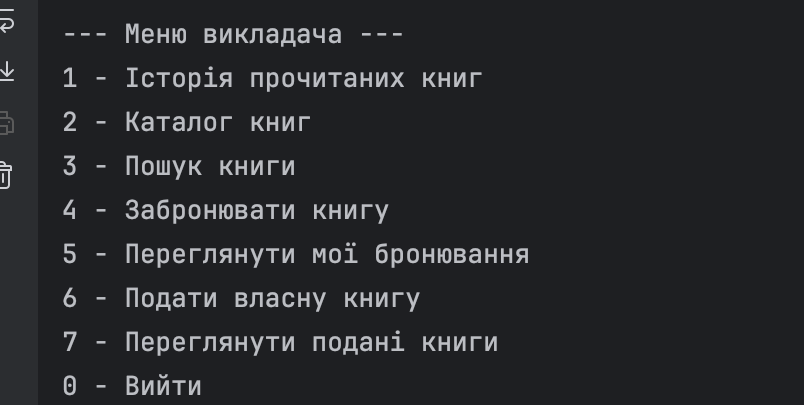 --- Меню викладача ---
1 - Історія прочитаних книг
2 - Каталог книг
3 - Пошук книги
4 - Забронювати книгу
5 - Переглянути мої бронювання
6 - Подати власну книгу
7 - Переглянути подані книги
0 - Вийти